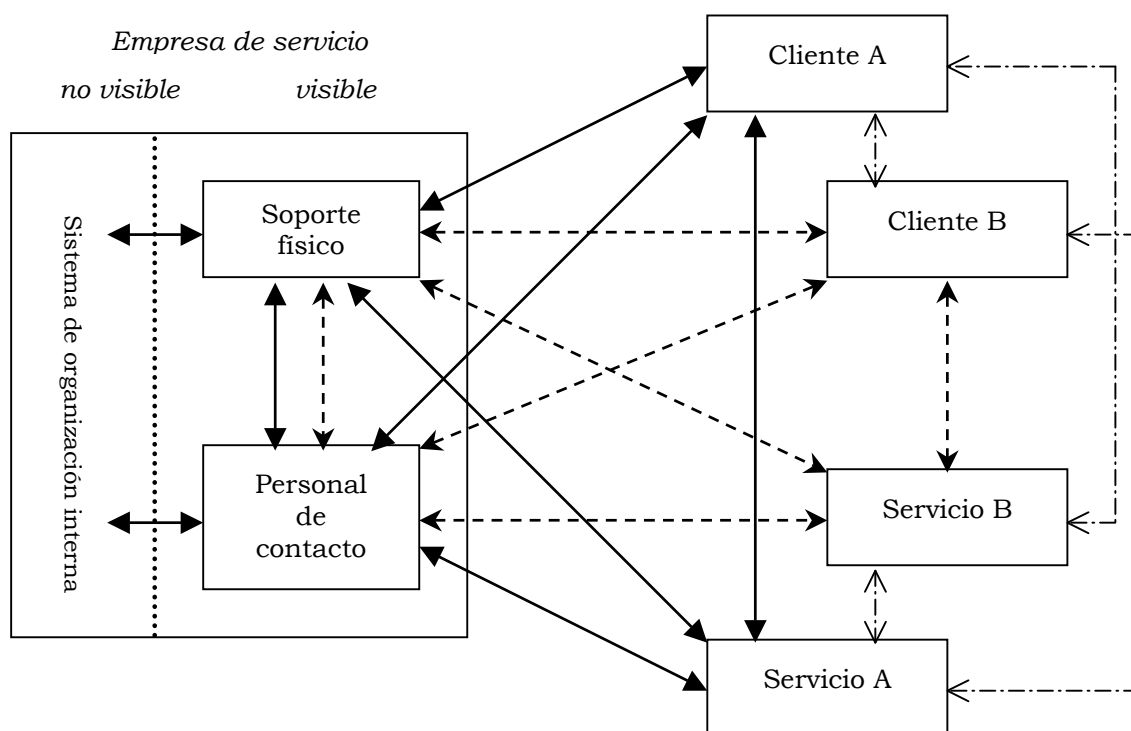 Empresa de servicio
no visible visible
Sistema de organización interna
Soporte
físico
Personal
de
contacto
Cliente A
Cliente B
Servicio B
Servicio A